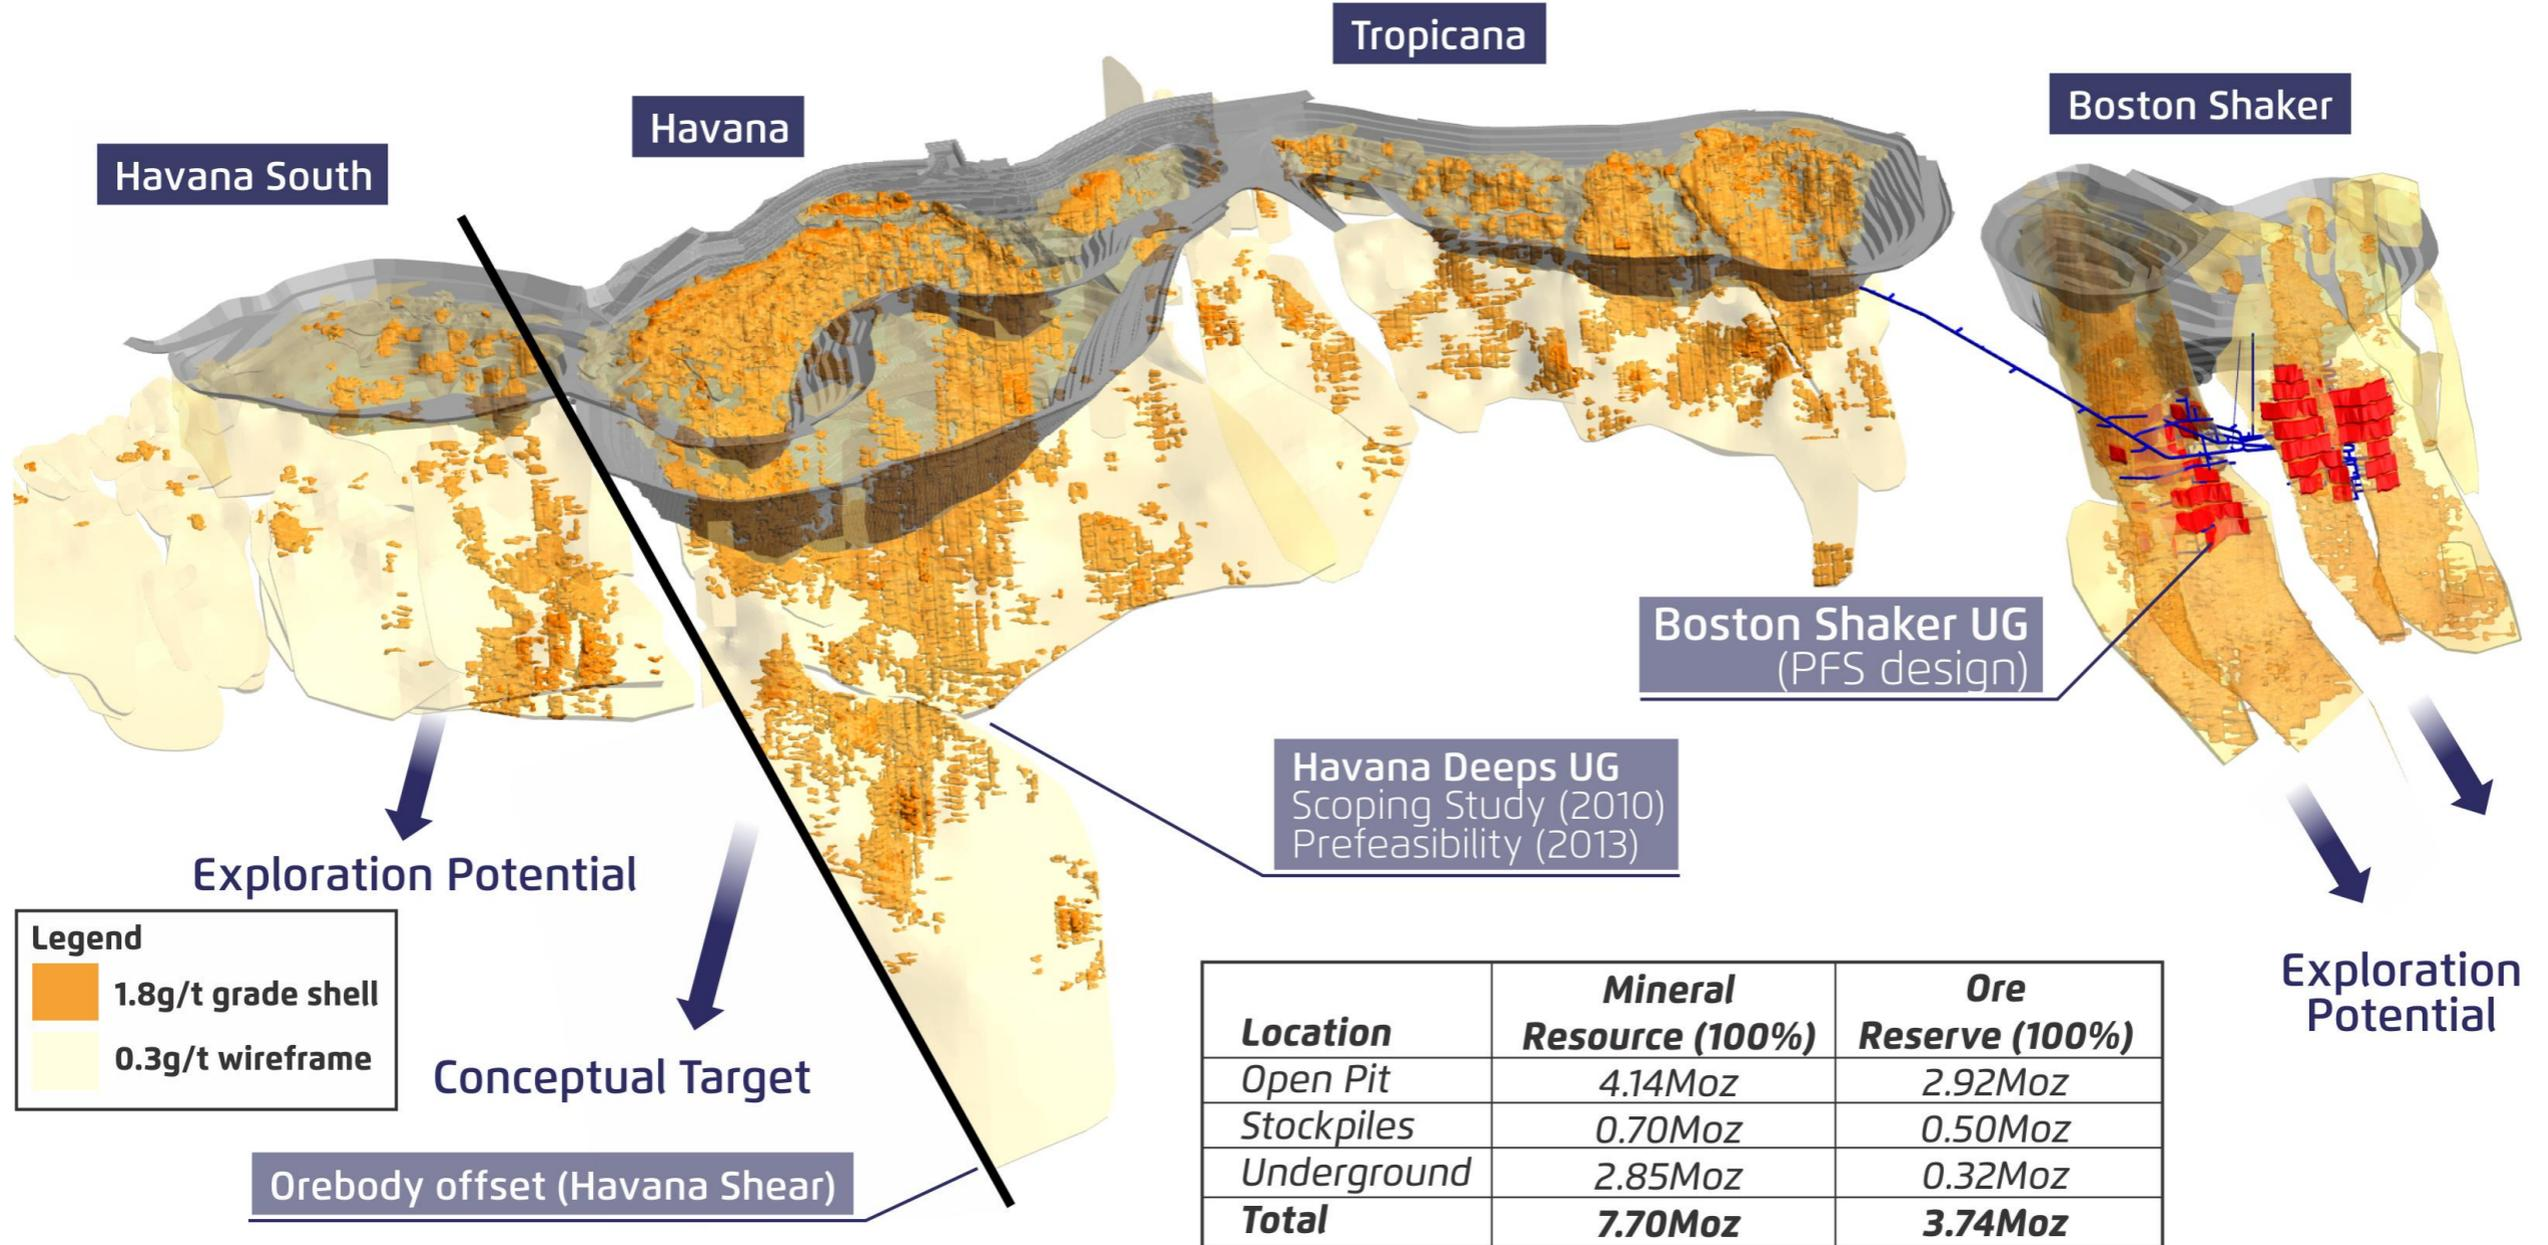 Tropicana
Boston Shaker
Havana
Havana South
Boston Shaker UG
(PFS design)
Havana Deeps UG
Scoping Study (2010)
Prefeasibility (2013)
Exploration Potential
Legend
1.8g/t grade shell
0.3g/t wireframe
Conceptual Target
Orebody offset (Havana Shear)
Exploration
Potential
Location Mineral Resource (100%) Ore Reserve (100%)
Open Pit 4.14Moz 2.92Moz
Stockpiles 0.70Moz 0.50Moz
Underground 2.85Moz 0.32Moz
Total 7.70Moz 3.74Moz